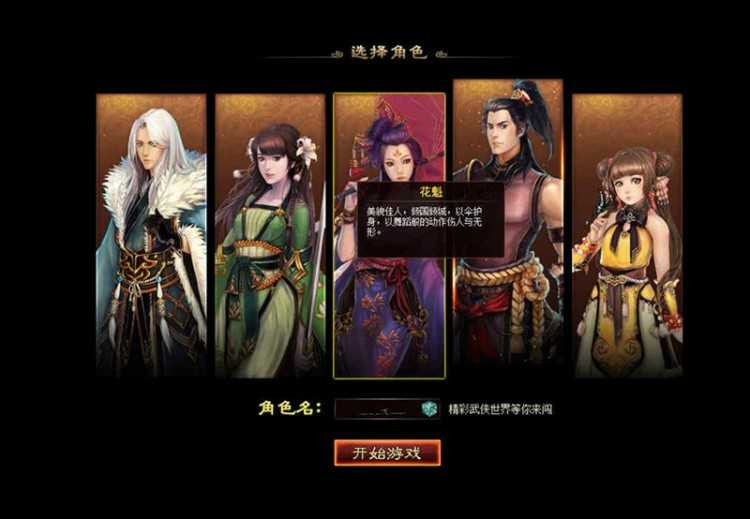 选择角色
花魁
美貌佳人，倾国倾城，以伞护
身，以舞蹈般的动作伤人与无
形。
角色名：
精彩武侠世界等你来闯
开始游戏